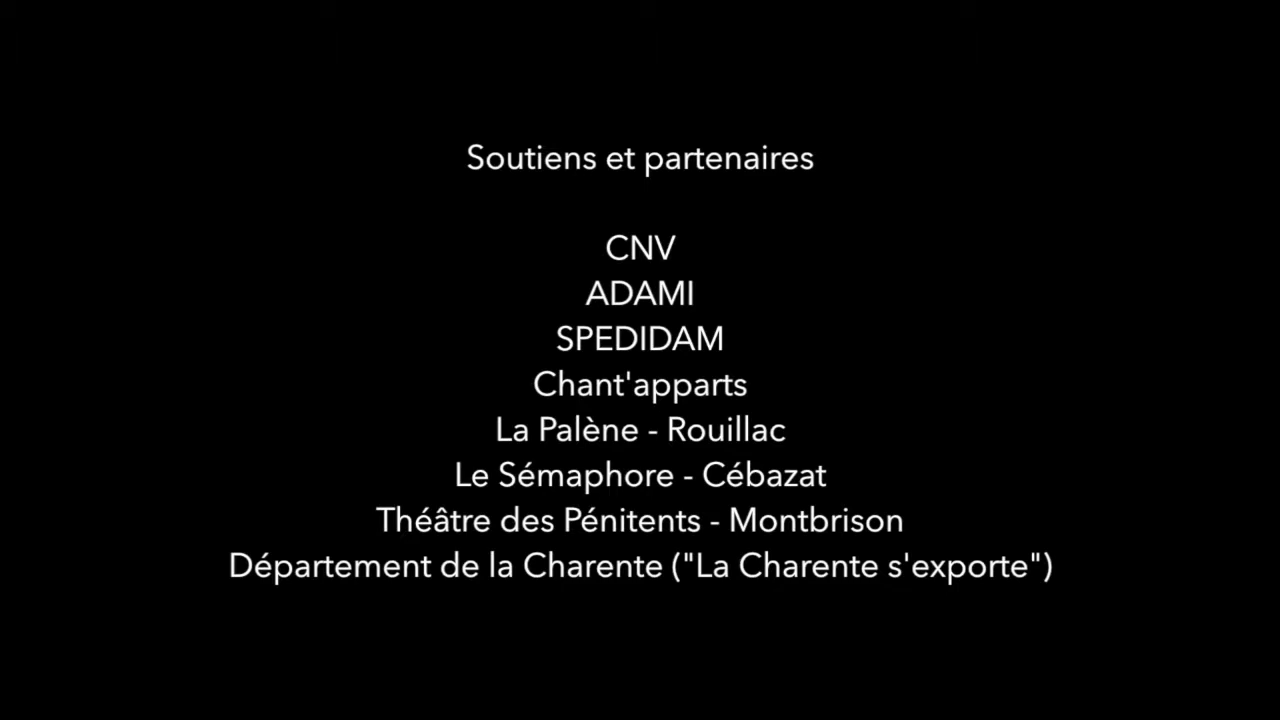 Soutiens et partenaires
CNV
ADAMI
SPEDIDAM
Chant'apparts
La Palène - Rouillac
Le Sémaphore - Cébazat
Théâtre des Pénitents - Montbrison
Département de la Charente ("La Charente s'exporte")